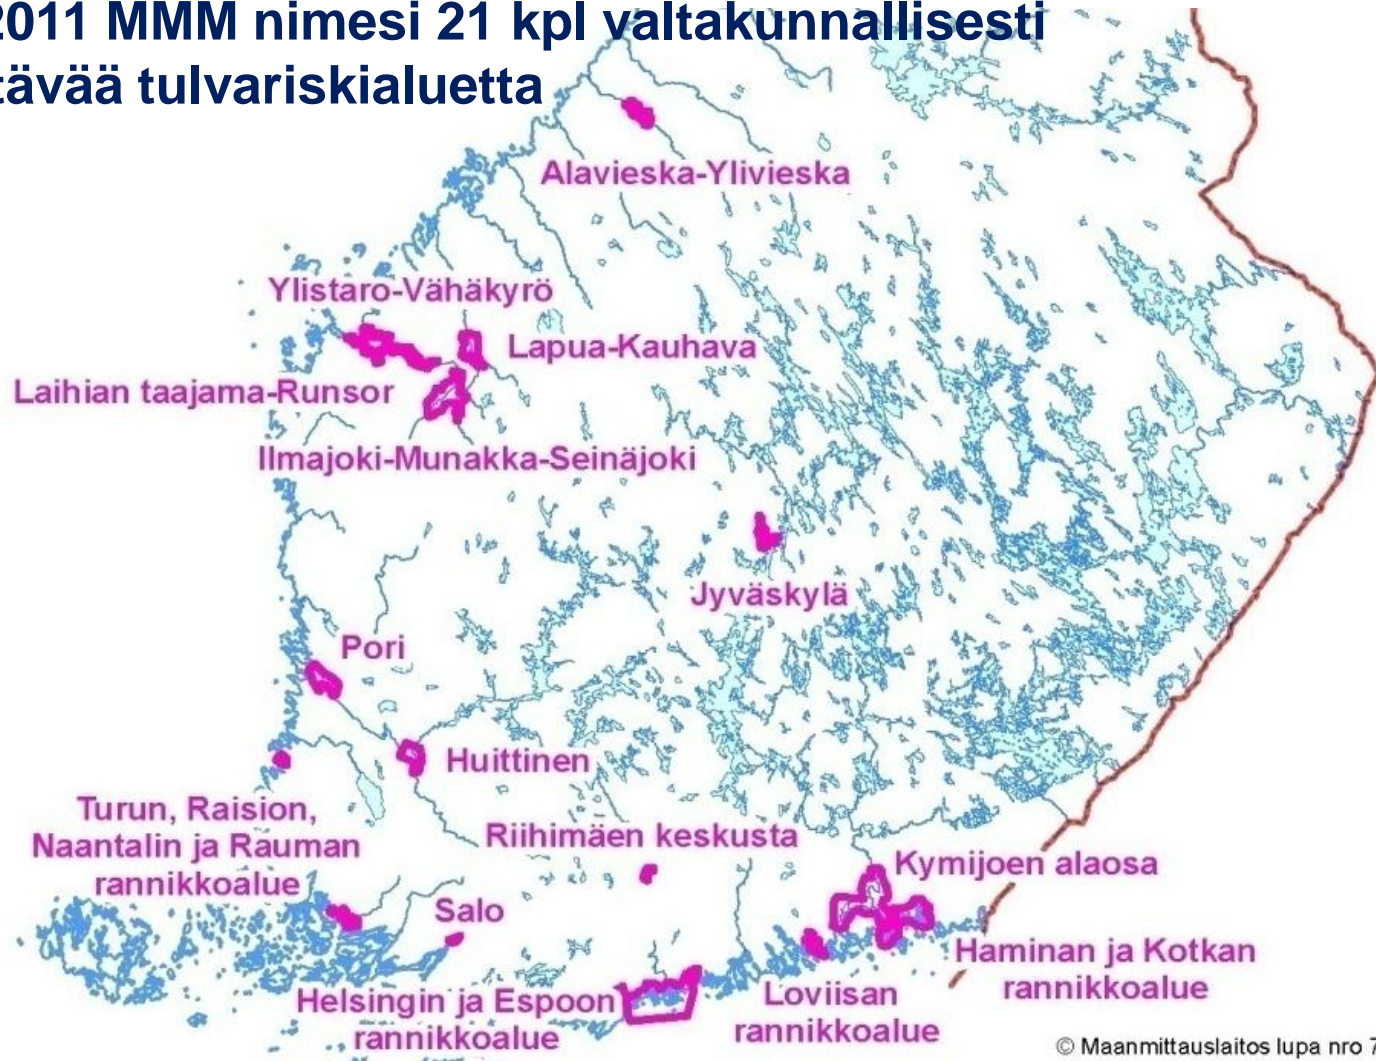 2011 MMM nimesi 21 kpl valtakunnallisesti
tävää tulvariskialuetta
Alavieska-Ylivieska
Ylistaro-Vähäkyrö
Lapua-Kauhava
Laihian taajama-Runsor
Ilmajoki-Munakka-Seinäjoki
Jyväskylä
Pori
Huittinen
Turun, Raision,
Naantalin ja Rauman
rannikkoalue
Riihimäen keskusta
Kymijoen alaosa
Salo
Haminan ja Kotkan
rannikkoalue
Helsingin ja Espoon
rannikkoalue
Loviisan
rannikkoalue
© Maanmittauslaitos lupa nro 7